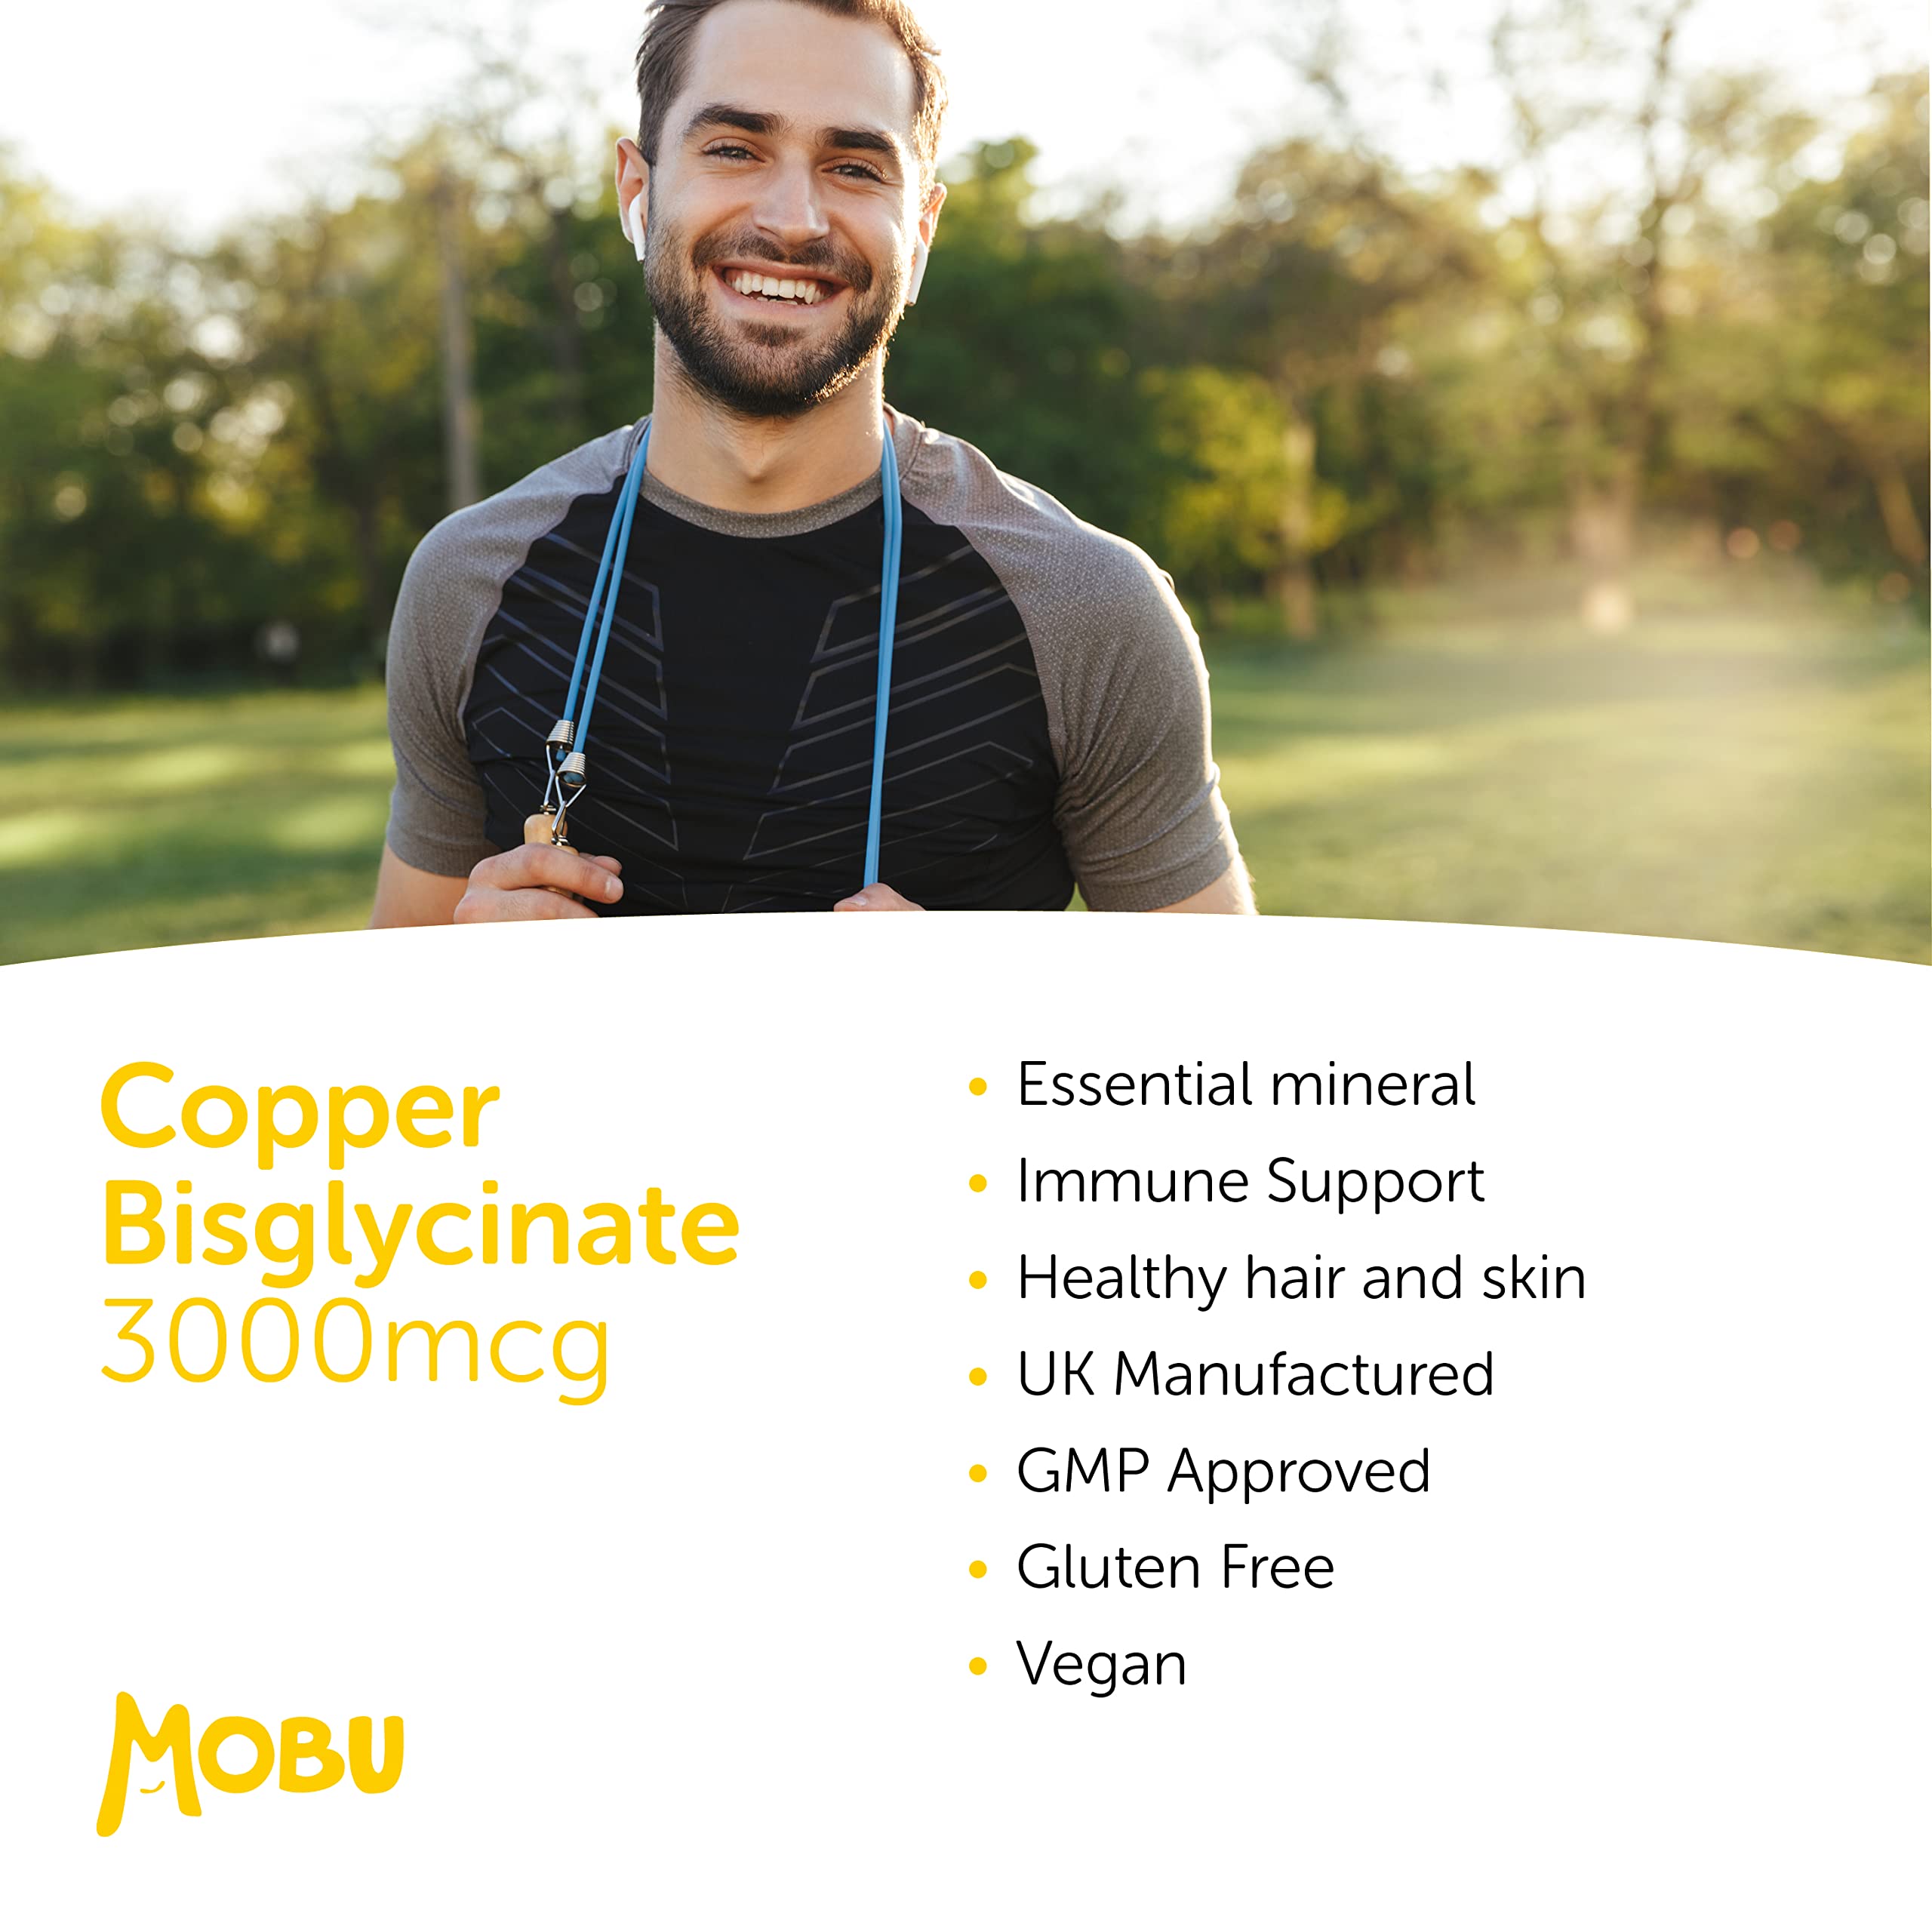 Copper
Bisglycinate
3000mcg
Essential mineral
Immune Support
Healthy hair and skin
UK Manufactured
GMP Approved
Gluten Free
Vegan
MOBU